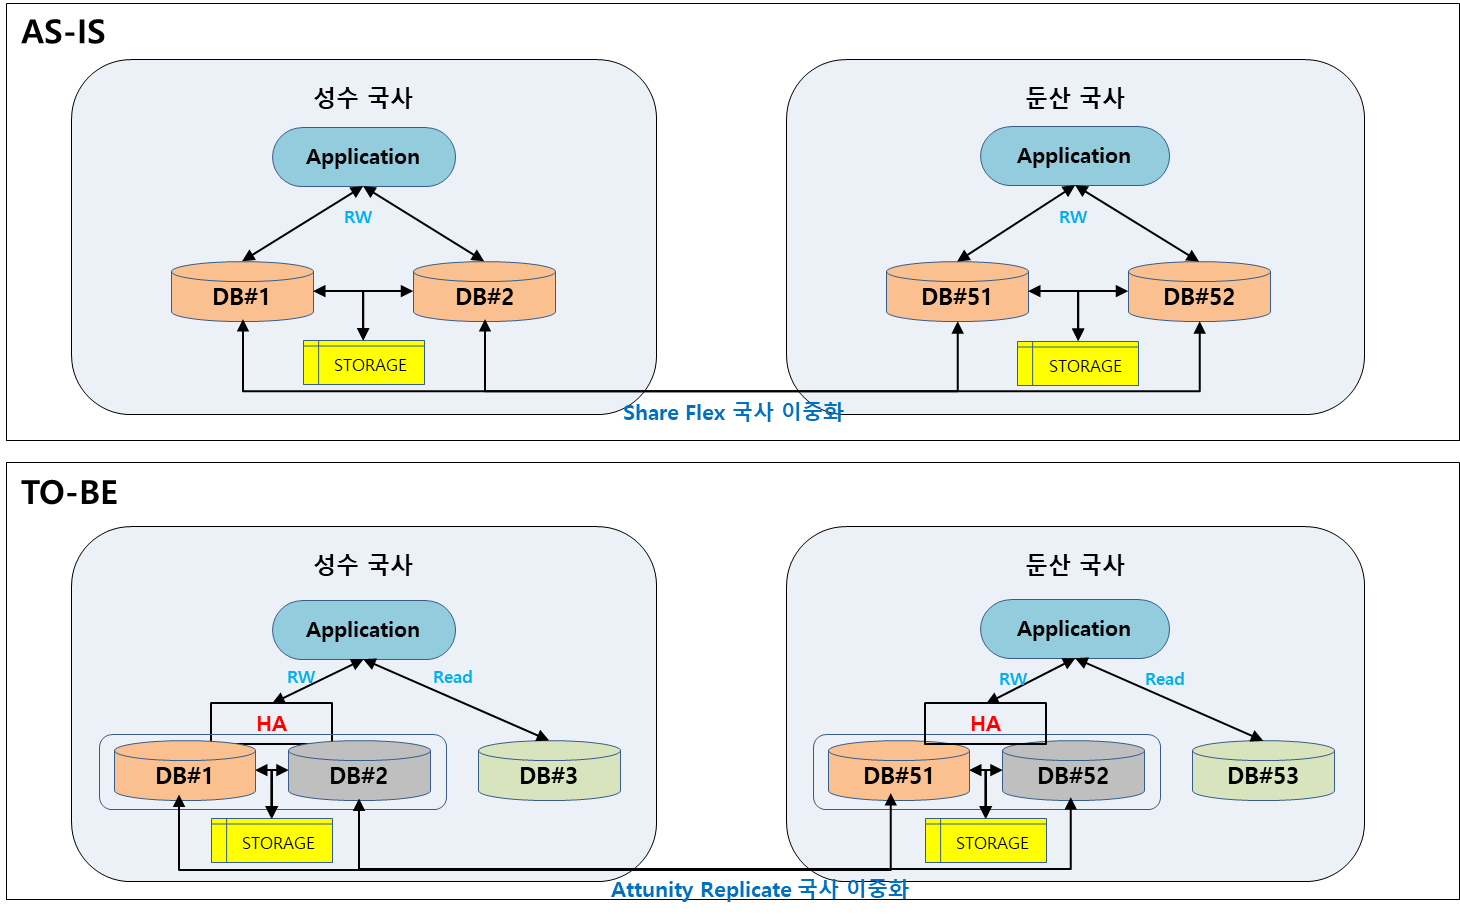 AS-IS
성수 국사
둔산 국사
Application
Application
RW
RW
DB#1
DB#2
DB#51
DB#52
STORAGE
STORAGE
Share Flex 국사 이중화
TO-BE
성수 국사
둔산 국사
Application
Application
RW
Read
RW
Read
HA
HA
DB#1
DB#2
DB#3
DB#51
DB#52
DB#53
STORAGE
STORAGE
Attunity Replicate 국사 이중화